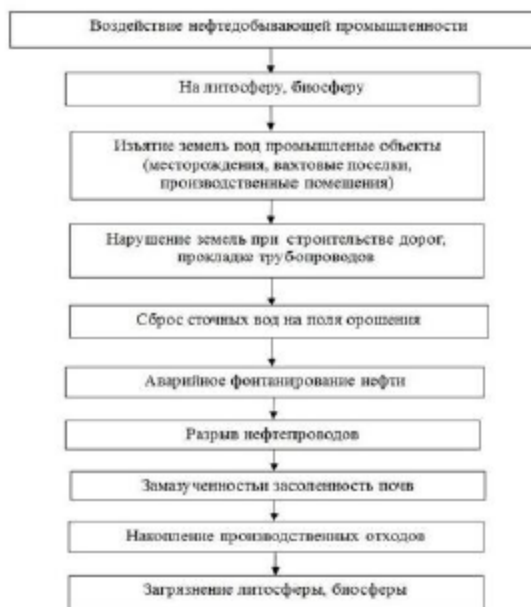 Воздействие нефтедобывающей промышленности
На литосферу, биосферу
Изъятие земель под промышленые объекты
(месторождения, вахтовые поселки,
производственные помещения)
Нарушение земель при строительстве дорог,
прокладке трубопроводов
Сброс сточных вод на поля орошения
Аварийное фонтанирование нефти
Разрыв нефтепроводов
Замазученностьи засоленность почв
Накопление производственных отходов
Загрязнение литосферы, биосферы